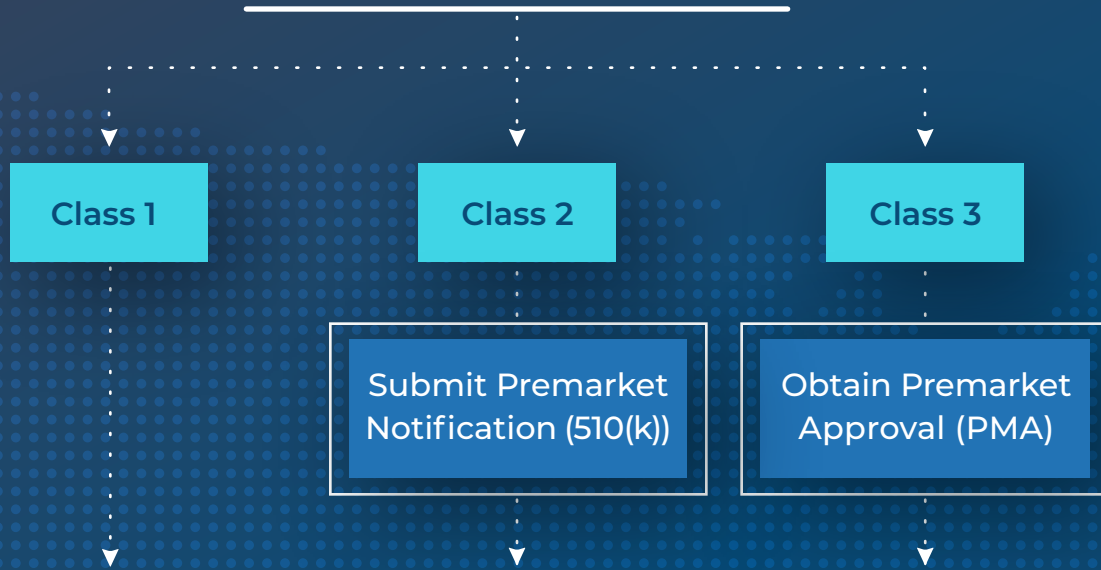 Class 1
Class 2
Class 3
Submit Premarket
Notification (510(k))
Obtain Premarket
Approval (PMA)